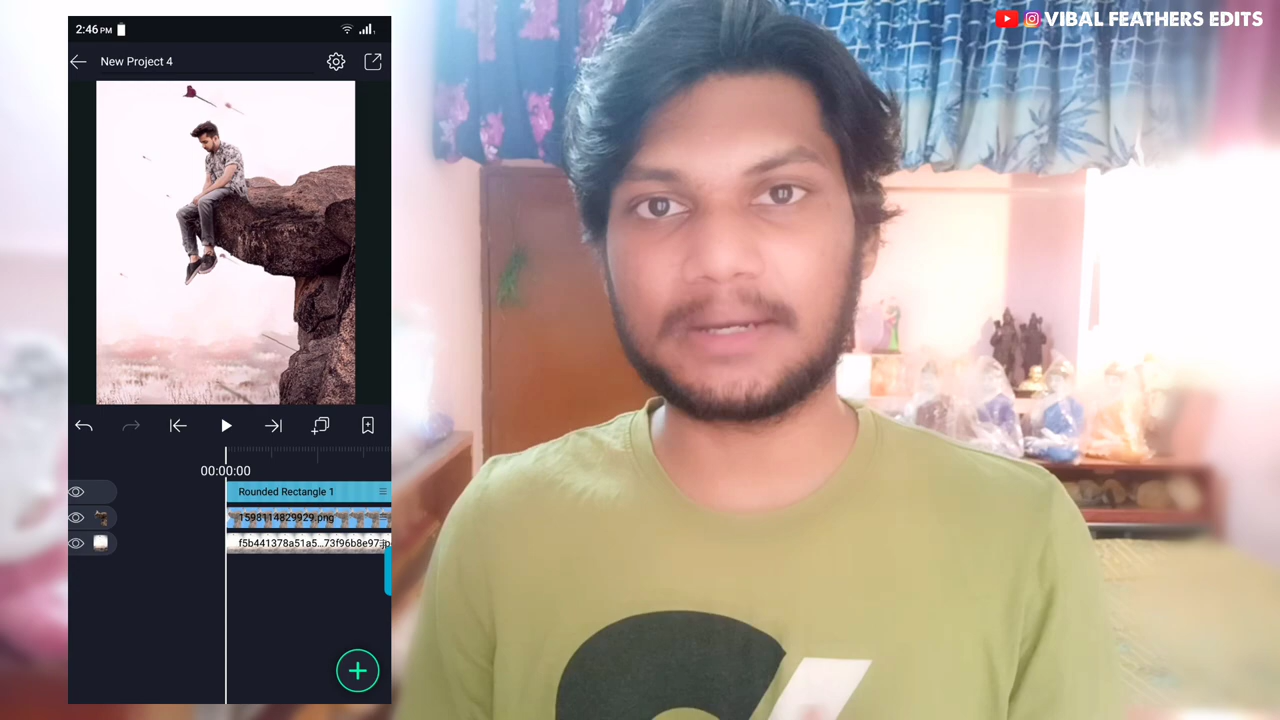 VIBAL FEATHERS EDITS
2:46 PM
New Project 4
00:00:00
Rounded Rectangle 1
1598114829929.png
f5b441378a51a5...73f96b8e97.jp